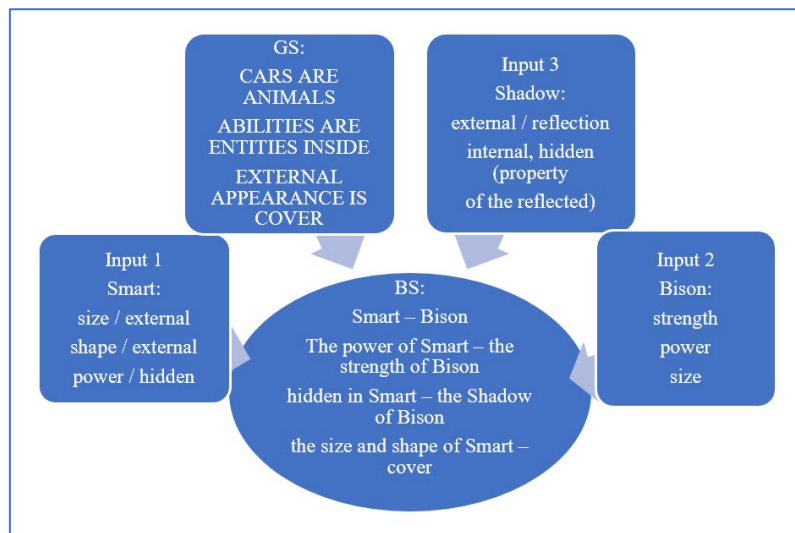 GS:
CARS ARE
ANIMALS
ABILITIES ARE
ENTITIES INSIDE
EXTERNAL
APPEARANCE IS
COVER
Input 3
Shadow:
external / reflection
internal, hidden
(property
of the reflected)
Input 1
Smart:
size / external
shape / external
power / hidden
BS:
Smart – Bison
The power of Smart – the
strength of Bison
hidden in Smart – the Shadow
of Bison
the size and shape of Smart –
cover
Input 2
Bison:
strength
power
size